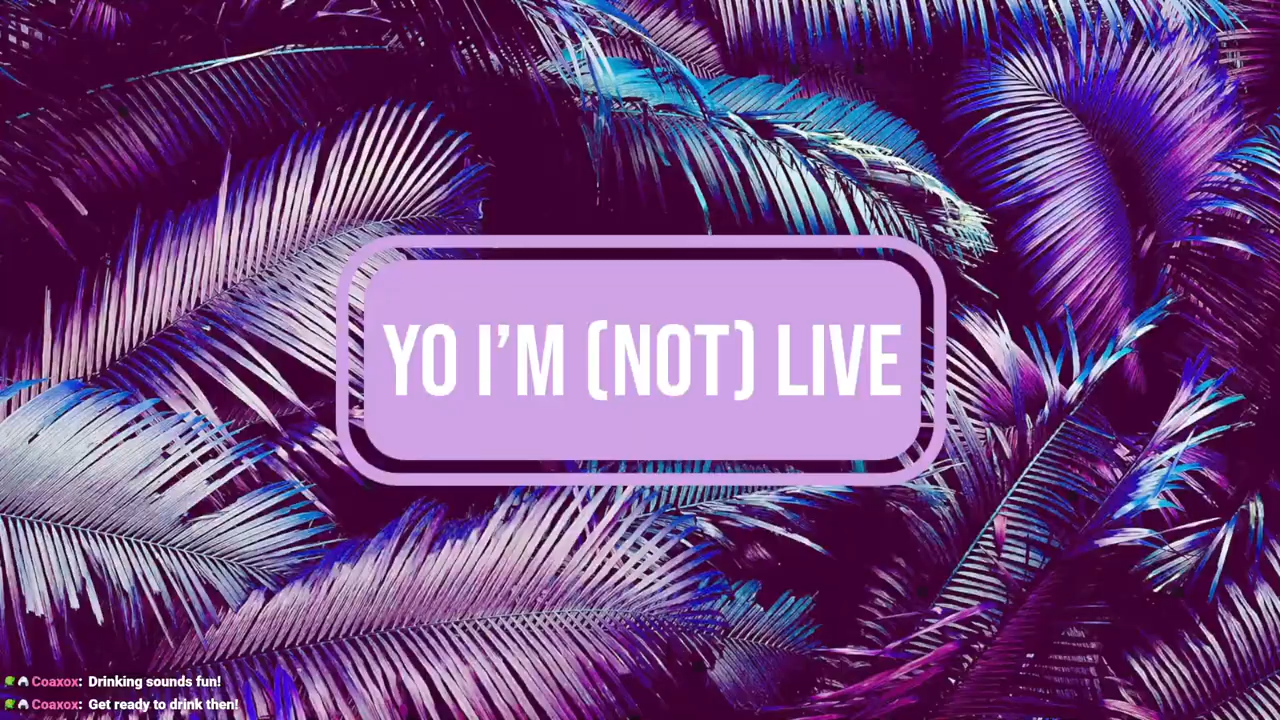 YO I’M (NOT) LIVE
Coaxox: Drinking sounds fun!
Coaxox: Get ready to drink then!